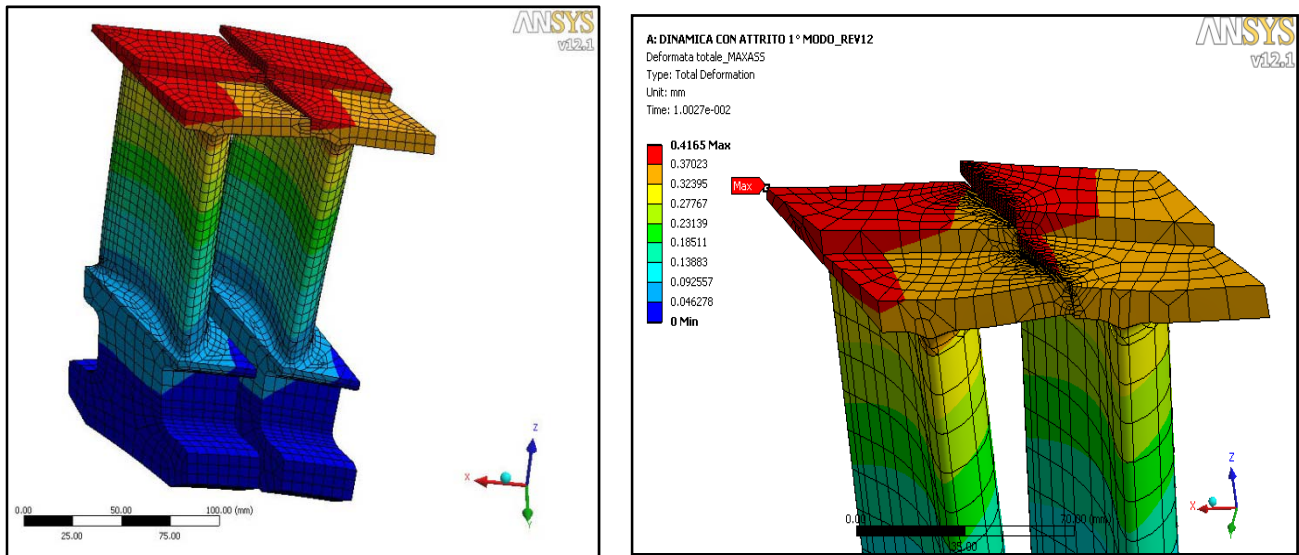 ANSYS
v12.1
Z
X
Y
0.00
50.00
100.00 (mm)
25.00
75.00
ANSYS
v12.1
A: DINAMICA CON ATTRITO 1° MODO_REV12
Deformata totale_MAXASS
Type: Total Deformation
Unit: mm
Time: 1.0027e-002
0.4165 Max
0.37023
0.32395
0.27767
0.23139
0.18511
0.13883
0.092557
0.046278
0 Min
Max
Z
X
Y
0.00
70.00 (mm)
35.00